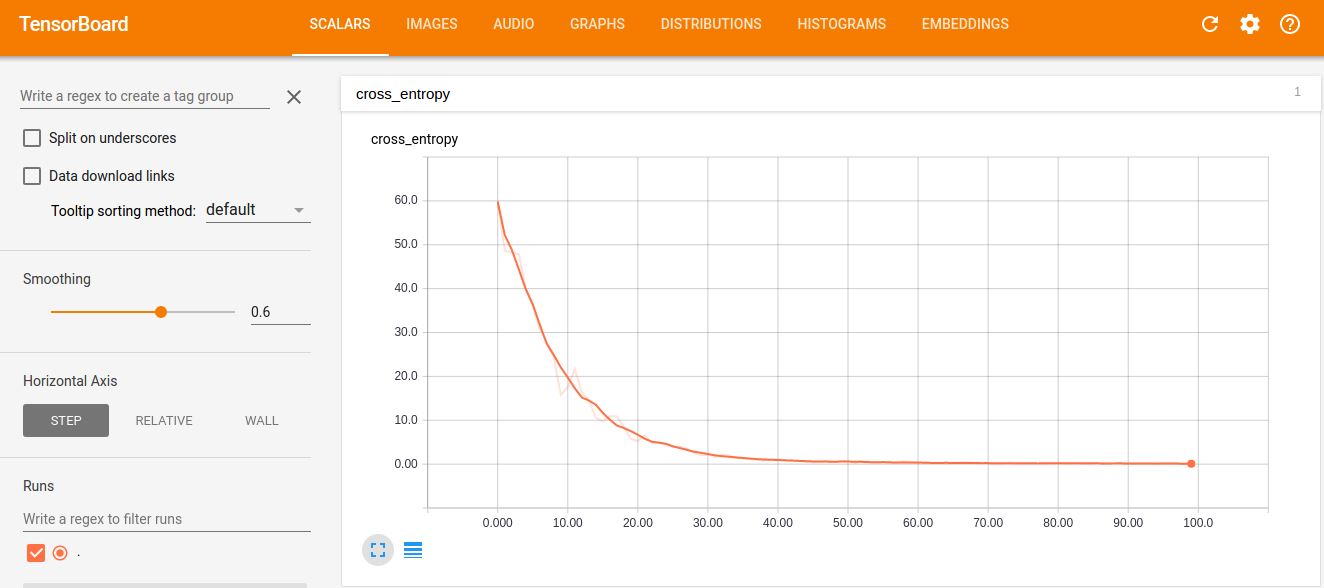 TensorBoard
SCALARS IMAGES AUDIO GRAPHS DISTRIBUTIONS HISTOGRAMS EMBEDDINGS
Write a regex to create a tag group
Split on underscores
Data download links
Tooltip sorting method: default
Smoothing
0.6
Horizontal Axis
STEP RELATIVE WALL
Runs
Write a regex to filter runs
.
cross_entropy 1
cross_entropy
60.0
50.0
40.0
30.0
20.0
10.0
0.00
0.000 10.00 20.00 30.00 40.00 50.00 60.00 70.00 80.00 90.00 100.0